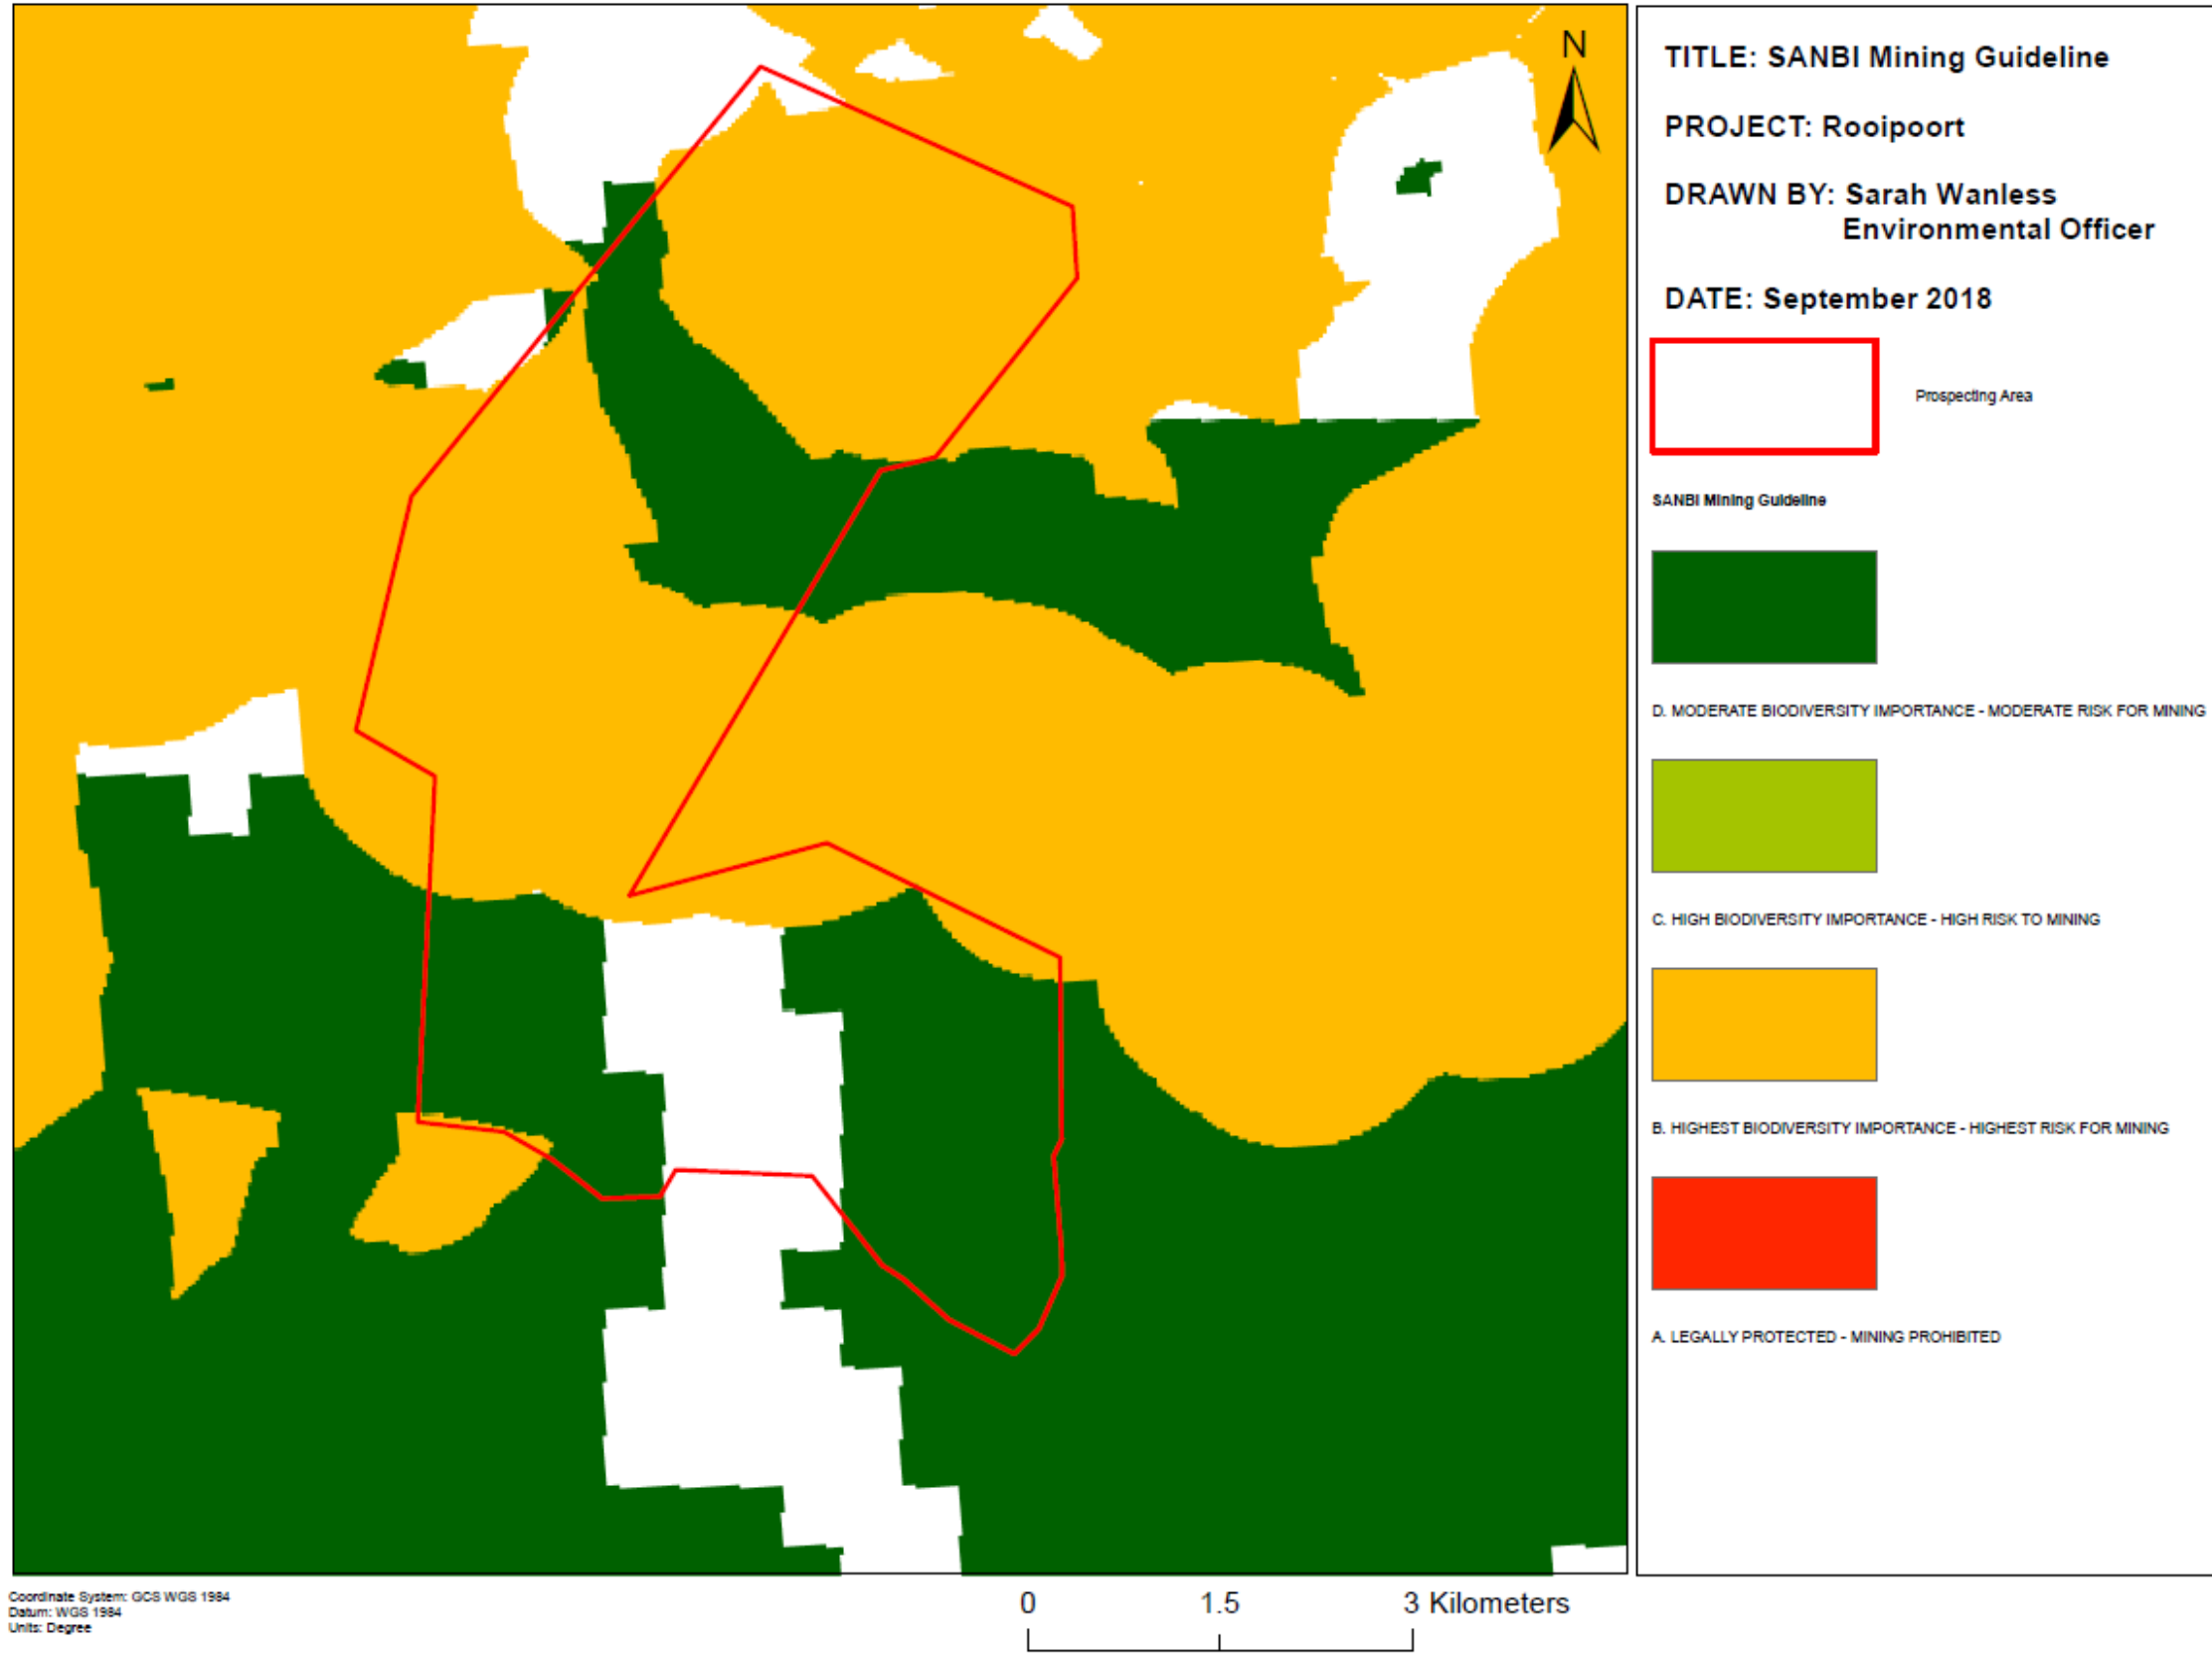 N
TITLE: SANBI Mining Guideline
PROJECT: Rooipoort
DRAWN BY: Sarah Wanless
Environmental Officer
DATE: September 2018
Prospecting Area
SANBI Mining Guideline
D. MODERATE BIODIVERSITY IMPORTANCE - MODERATE RISK FOR MINING
C. HIGH BIODIVERSITY IMPORTANCE - HIGH RISK TO MINING
B. HIGHEST BIODIVERSITY IMPORTANCE - HIGHEST RISK FOR MINING
A. LEGALLY PROTECTED - MINING PROHIBITED
Coordinate System: GCS WGS 1984
Datum: WGS 1984
Units: Degree
0 1.5 3 Kilometers